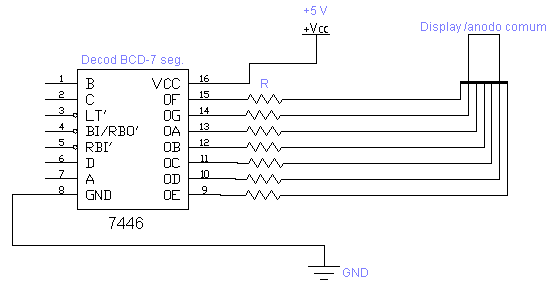 +5 V
+Vcc
Display /anodo comum
Decod BCD-7 seg.
1 B VCC 16
R
2 C OF 15
3 LT' OG 14
4 BI/RBO' OA 13
5 RBI' OB 12
6 D OC 11
7 A OD 10
8 GND OE 9
7446
GND